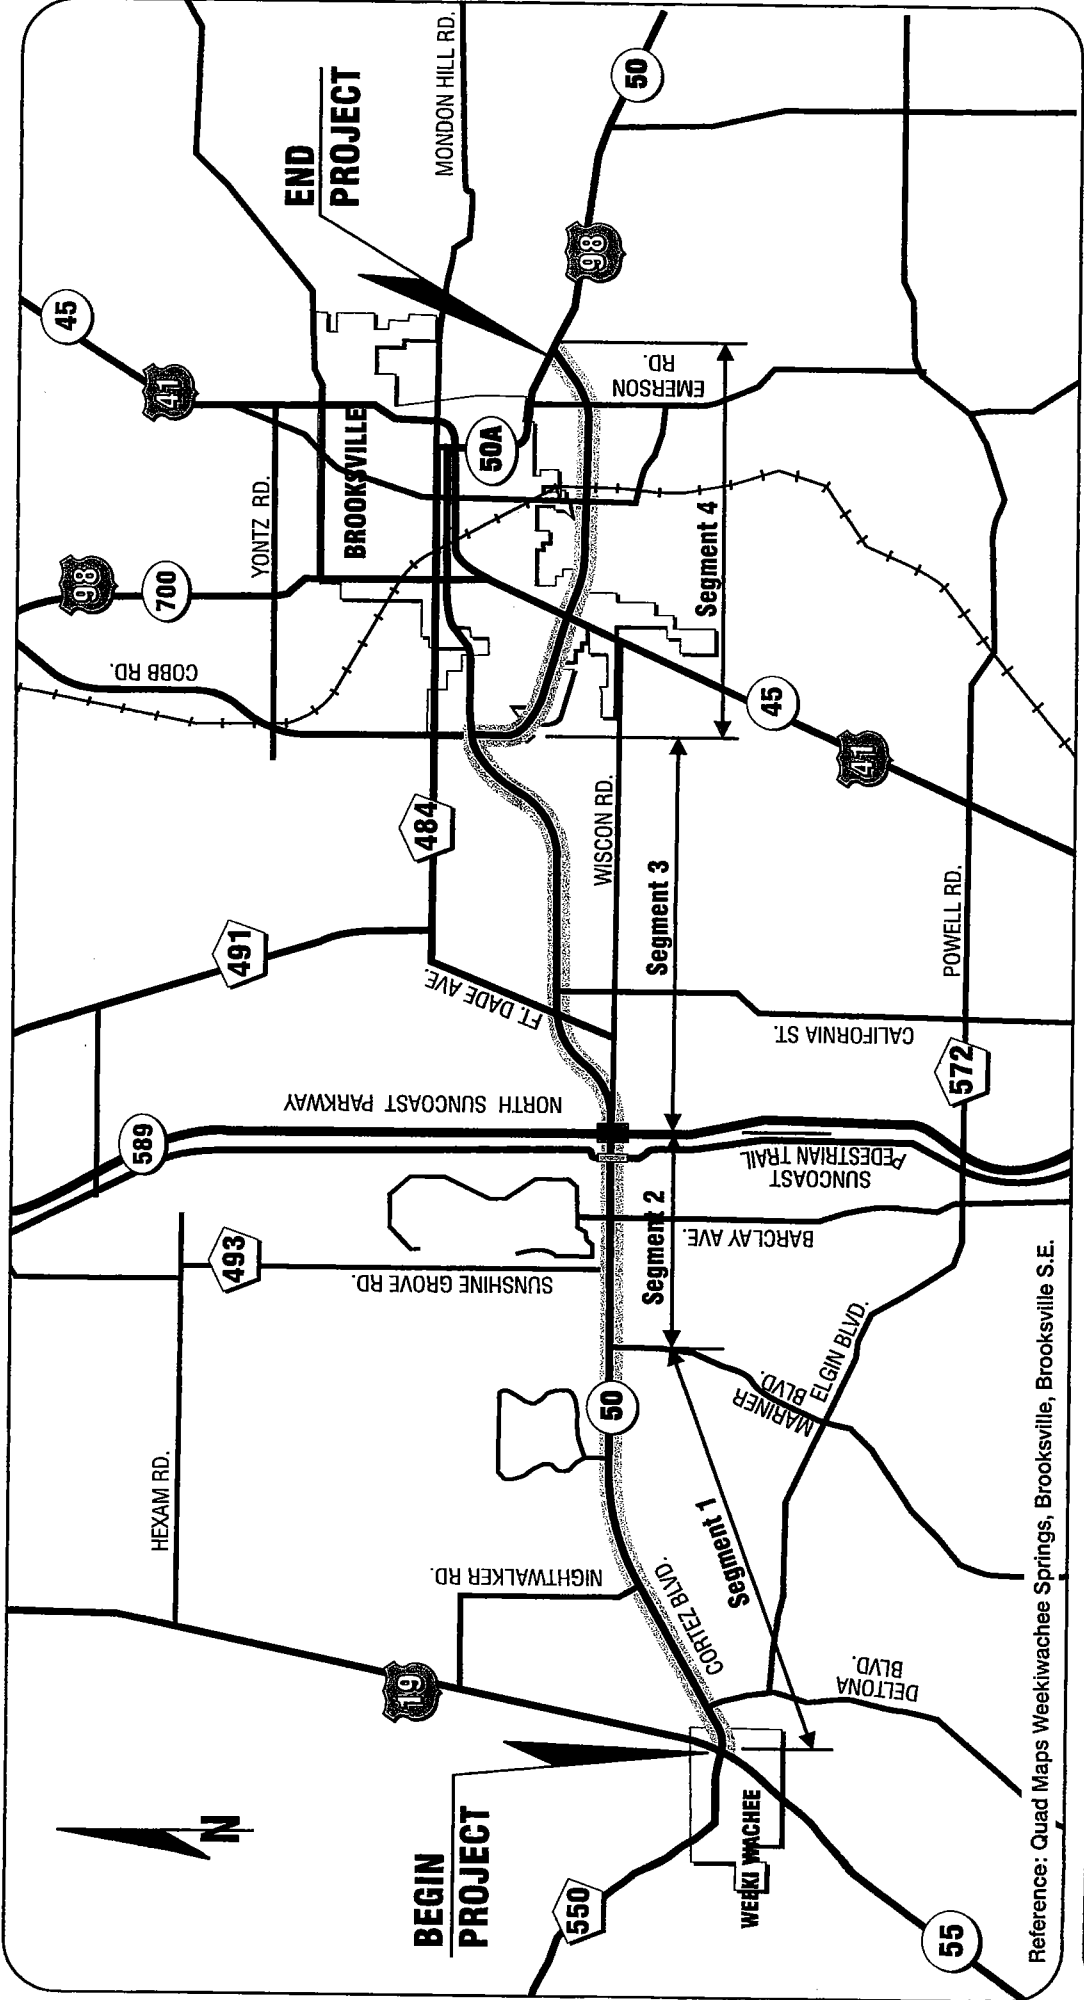 N
BEGIN
PROJECT
550
WEEKI WACHEE
55
19
HEXAM RD.
NIGHTWALKER RD.
CORTEZ BLVD.
DELTONA
BLVD.
Segment 1
50
MARINER
BLVD.
ELGIN BLVD.
493
SUNSHINE GROVE RD.
Segment 2
BARCLAY AVE.
SUNCOAST
PEDESTRIAN TRAIL
589
NORTH SUNCOAST PARKWAY
572
POWELL RD.
CALIFORNIA ST.
491
FT. DADE AVE.
484
WISCON RD.
Segment 3
COBB RD.
98
700
YONTZ RD.
BROOKSVILLE
41
45
50A
Segment 4
45
41
EMERSON
RD.
END
PROJECT
MONDON HILL RD.
98
50
Reference: Quad Maps Weekiwachee Springs, Brooksville, Brooksville S.E.